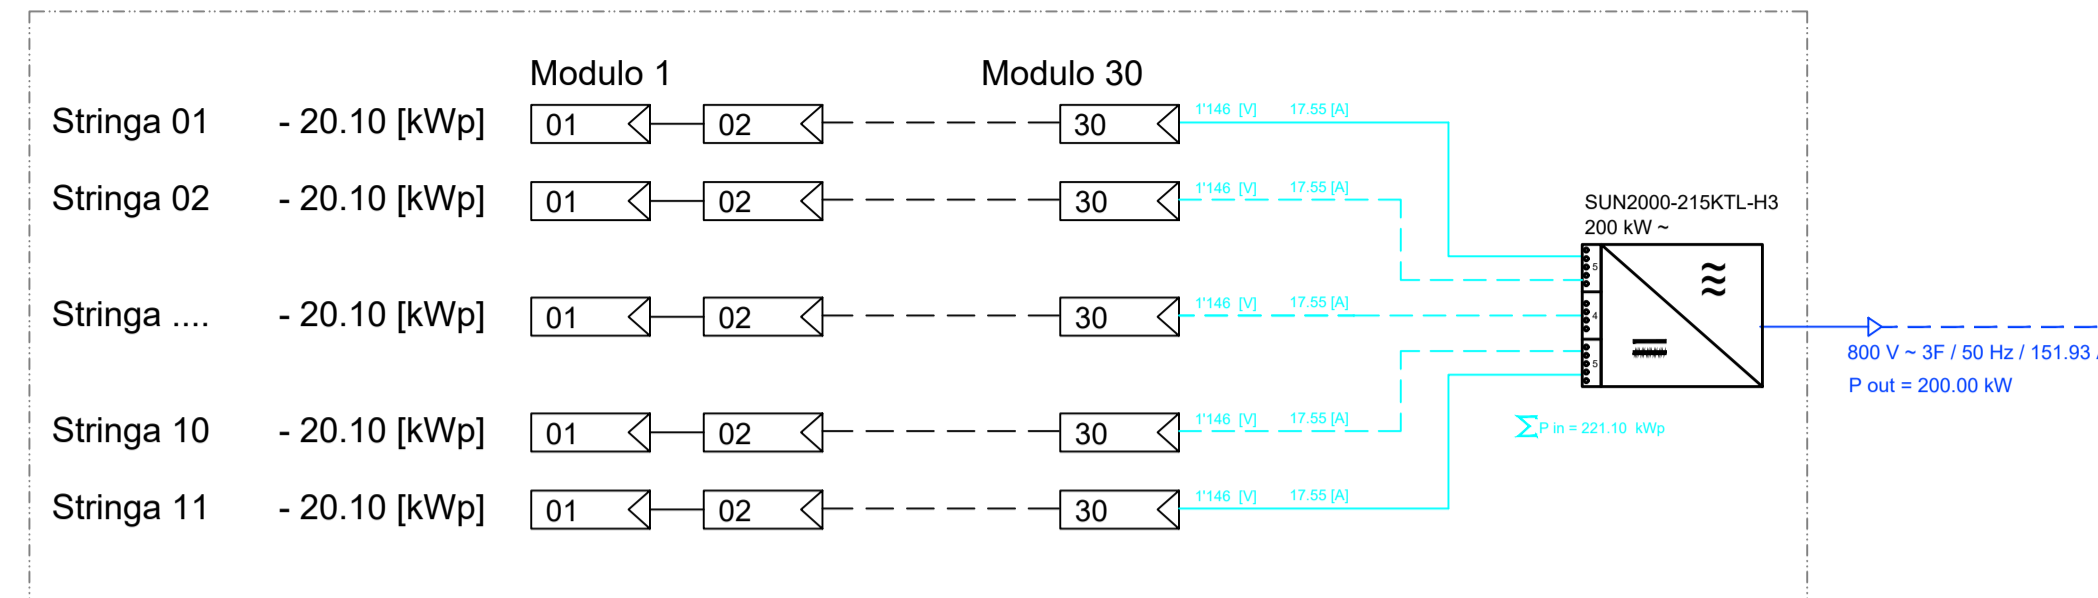 Modulo 1 Modulo 30
Stringa 01 - 20.10 [kWp] 01 02 30 1'146 [V] 17.55 [A]
Stringa 02 - 20.10 [kWp] 01 02 30 1'146 [V] 17.55 [A]
SUN2000-215KTL-H3
200 kW ~
5
Stringa .... - 20.10 [kWp] 01 02 30 1'146 [V] 17.55 [A]
4
800 V ~ 3F / 50 Hz / 151.93
5
P out = 200.00 kW
Stringa 10 - 20.10 [kWp] 01 02 30 1'146 [V] 17.55 [A]
∑P in = 221.10 kWp
Stringa 11 - 20.10 [kWp] 01 02 30 1'146 [V] 17.55 [A]